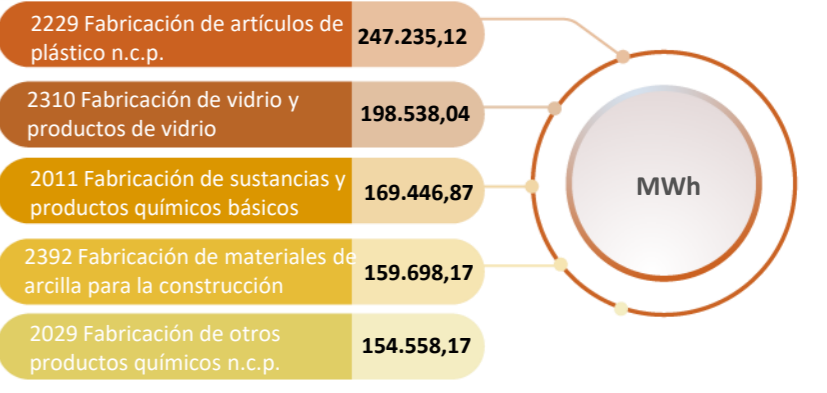 2229 Fabricación de artículos de
plástico n.c.p.
247.235,12
2310 Fabricación de vidrio y
productos de vidrio
198.538,04
2011 Fabricación de sustancias y
productos químicos básicos
169.446,87
2392 Fabricación de materiales de
arcilla para la construcción
159.698,17
2029 Fabricación de otros
productos químicos n.c.p.
154.558,17
MWh